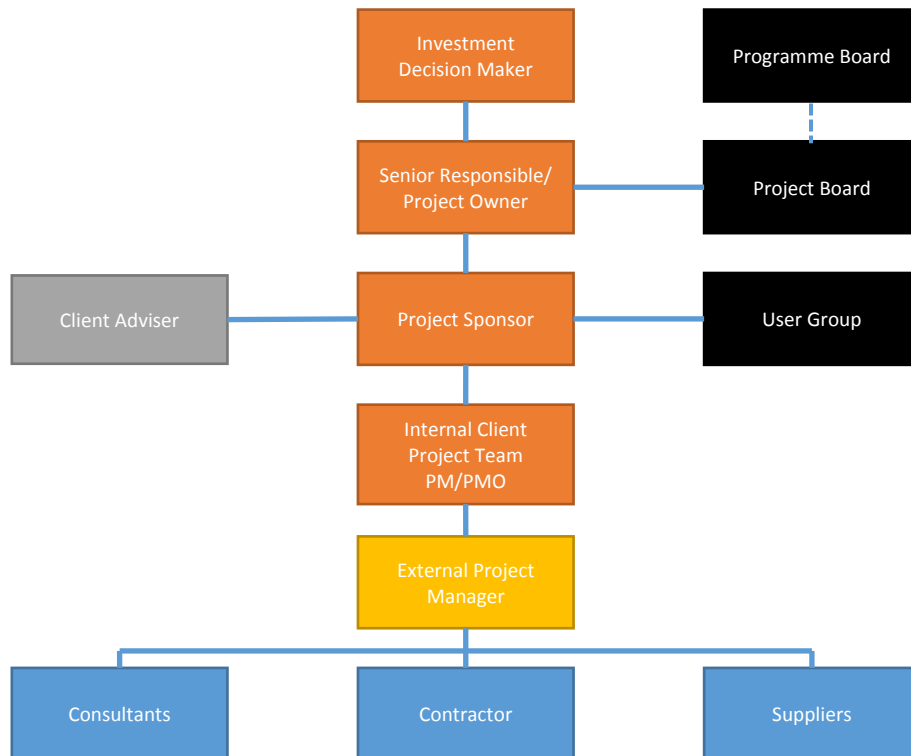 Investment
Decision Maker
Programme Board
Senior Responsible/
Project Owner
Project Board
Client Adviser
Project Sponsor
User Group
Internal Client
Project Team
PM/PMO
External Project
Manager
Consultants
Contractor
Suppliers